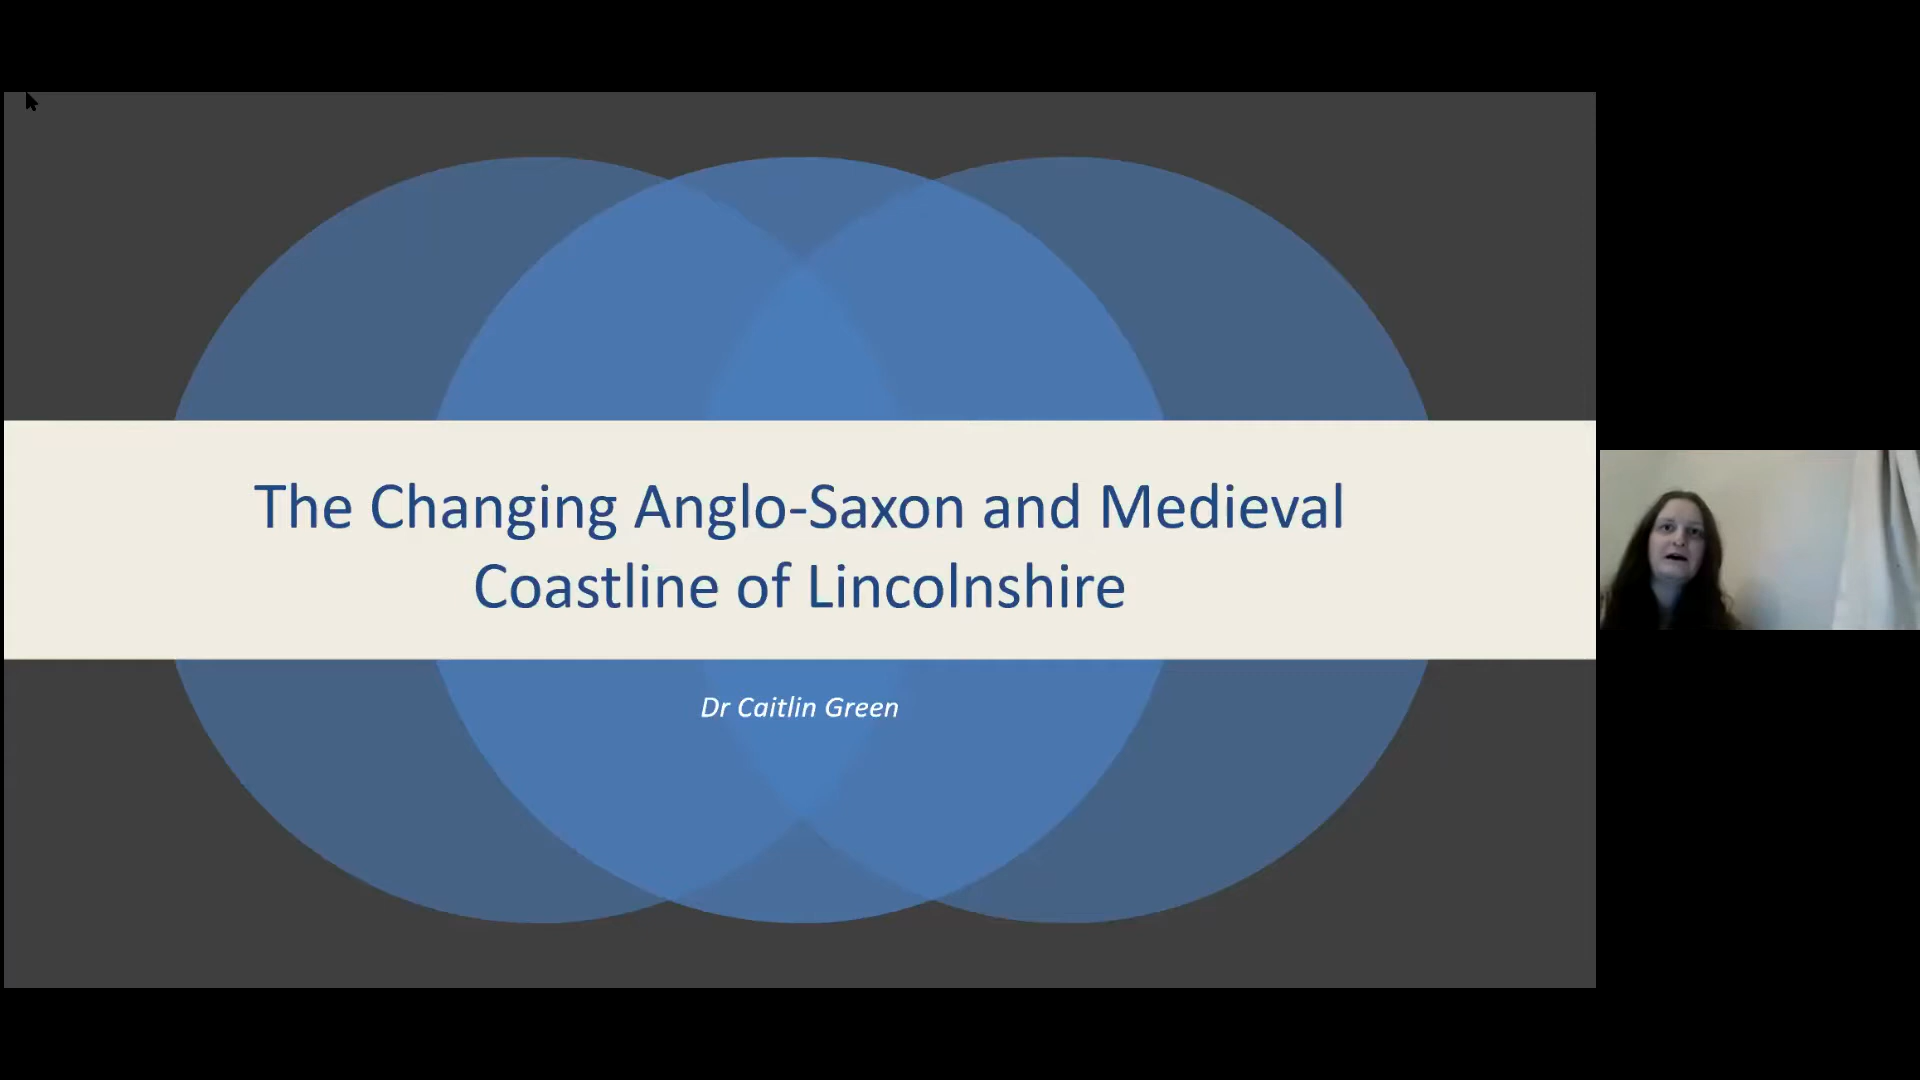 The Changing Anglo-Saxon and Medieval
Coastline of Lincolnshire
Dr Caitlin Green